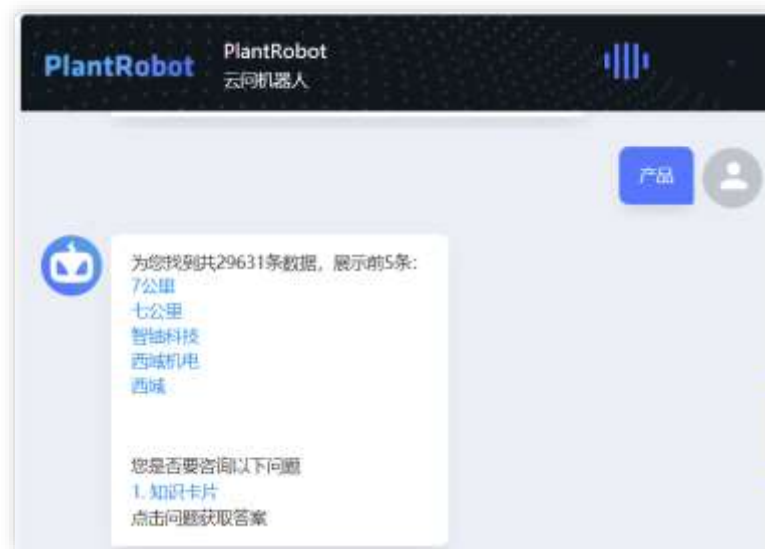 PlantRobot
PlantRobot
云问机器人
产品
为您找到共29631条数据，展示前5条：
7公里
七公里
智铀科技
西域机电
西域
您是否要咨询以下问题
1. 知识卡片
点击问题获取答案